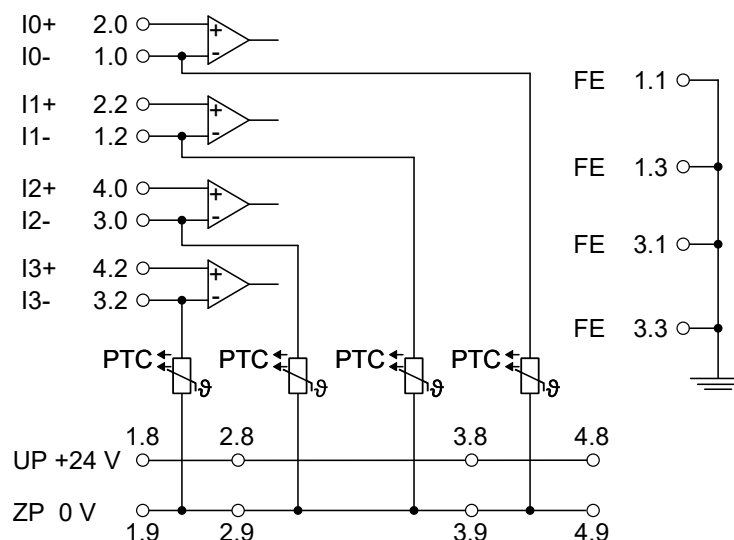 I0+ 2.0
I0- 1.0
I1+ 2.2
I1- 1.2
I2+ 4.0
I2- 3.0
I3+ 4.2
I3- 3.2
+
-
+
-
+
-
+
-
FE 1.1
FE 1.3
FE 3.1
FE 3.3
PTC ϑ PTC ϑ PTC ϑ PTC ϑ
1.8 2.8 3.8 4.8
UP +24 V
ZP 0 V
1.9 2.9 3.9 4.9